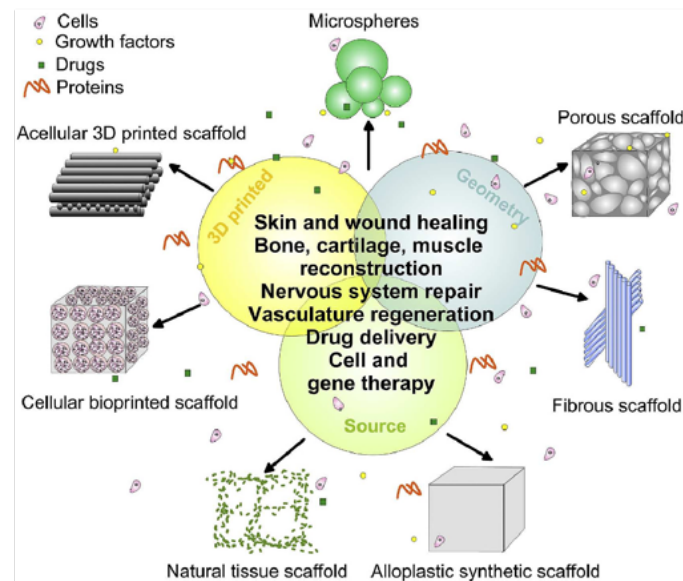 Cells
Growth factors
Drugs
Proteins
Microspheres
Acellular 3D printed scaffold
Porous scaffold
3D printed
Geometry
Skin and wound healing
Bone, cartilage, muscle
reconstruction
Nervous system repair
Vasculature regeneration
Drug delivery
Cell and
gene therapy
Source
Cellular bioprinted scaffold
Fibrous scaffold
Natural tissue scaffold
Alloplastic synthetic scaffold